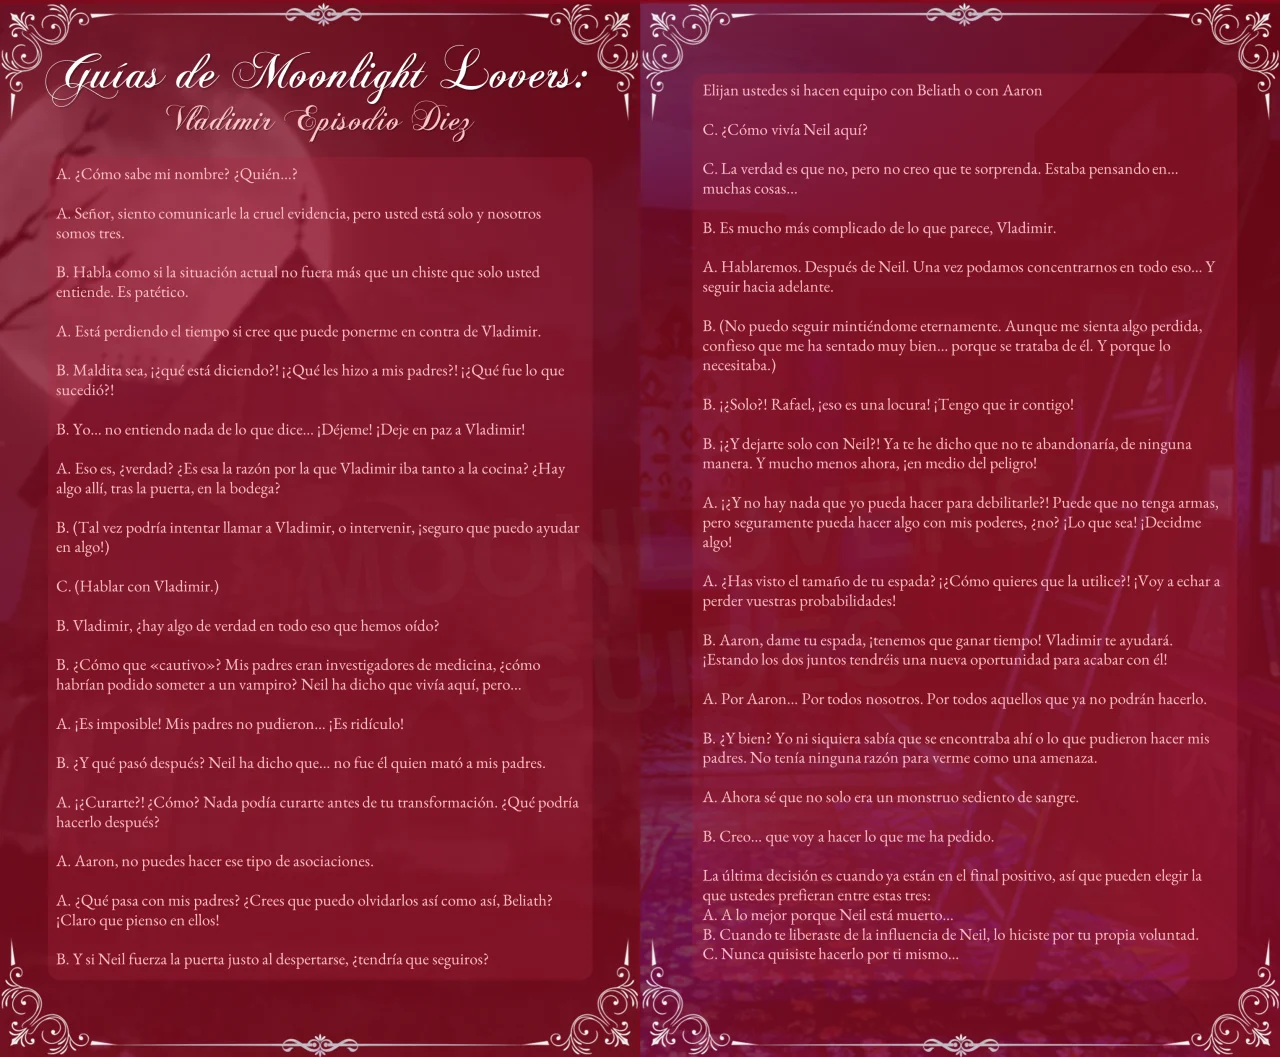 Guías de Moonlight Lovers:
Vladimir Episodio Diez
A. ¿Cómo sabe mi nombre? ¿Quién...?
A. Señor, siento comunicarle la cruel evidencia, pero usted está solo y nosotros
somos tres.
B. Habla como si la situación actual no fuera más que un chiste que solo usted
entiende. Es patético.
A. Está perdiendo el tiempo si cree que puede ponerme en contra de Vladimir.
B. Maldita sea, ¡¿qué está diciendo?! ¡¿Qué les hizo a mis padres?! ¡¿Qué fue lo que
sucedió?!
B. Yo... no entiendo nada de lo que dice... ¡Déjeme! ¡Deje en paz a Vladimir!
A. Eso es, ¿verdad? ¿Es esa la razón por la que Vladimir iba tanto a la cocina? ¿Hay
algo allí, tras la puerta, en la bodega?
B. (Tal vez podría intentar llamar a Vladimir, o intervenir, ¡seguro que puedo ayudar
en algo!)
C. (Hablar con Vladimir.)
B. Vladimir, ¿hay algo de verdad en todo eso que hemos oído?
B. ¿Cómo que «cautivo»? Mis padres eran investigadores de medicina, ¿cómo
habrían podido someter a un vampiro? Neil ha dicho que vivía aquí, pero...
A. ¡Es imposible! Mis padres no pudieron... ¡Es ridículo!
B. ¿Y qué pasó después? Neil ha dicho que... no fue él quien mató a mis padres.
A. ¡¿Curarte?! ¿Cómo? Nada podía curarte antes de tu transformación. ¿Qué podría
hacerlo después?
A. Aaron, no puedes hacer ese tipo de asociaciones.
A. ¿Qué pasa con mis padres? ¿Crees que puedo olvidarlos así como así, Beliath?
¡Claro que pienso en ellos!
B. Y si Neil fuerza la puerta justo al despertarse, ¿tendría que seguiros?
Elijan ustedes si hacen equipo con Beliath o con Aaron
C. ¿Cómo vivía Neil aquí?
C. La verdad es que no, pero no creo que te sorprenda. Estaba pensando en...
muchas cosas...
B. Es mucho más complicado de lo que parece, Vladimir.
A. Hablaremos. Después de Neil. Una vez podamos concentrarnos en todo eso... Y
seguir hacia adelante.
B. (No puedo seguir mintiéndome eternamente. Aunque me sienta algo perdida,
confieso que me ha sentado muy bien... porque se trataba de él. Y porque lo
necesitaba.)
B. ¡¿Solo?! Rafael, ¡eso es una locura! ¡Tengo que ir contigo!
B. ¡¿Y dejarte solo con Neil?! Ya te he dicho que no te abandonaría, de ninguna
manera. Y mucho menos ahora, ¡en medio del peligro!
A. ¡¿Y no hay nada que yo pueda hacer para debilitarle?! Puede que no tenga armas,
pero seguramente pueda hacer algo con mis poderes, ¿no? ¡Lo que sea! ¡Decidme
algo!
A. ¿Has visto el tamaño de tu espada? ¡¿Cómo quieres que la utilice?! ¡Voy a echar a
perder vuestras probabilidades!
B. Aaron, dame tu espada, ¡tenemos que ganar tiempo! Vladimir te ayudará.
¡Estando los dos juntos tendréis una nueva oportunidad para acabar con él!
A. Por Aaron... Por todos nosotros. Por todos aquellos que ya no podrán hacerlo.
B. ¿Y bien? Yo ni siquiera sabía que se encontraba ahí o lo que pudieron hacer mis
padres. No tenía ninguna razón para verme como una amenaza.
A. Ahora sé que no solo era un monstruo sediento de sangre.
B. Creo... que voy a hacer lo que me ha pedido.
La última decisión es cuando ya están en el final positivo, así que pueden elegir la
que ustedes prefieran entre estas tres:
A. A lo mejor porque Neil está muerto...
B. Cuando te liberaste de la influencia de Neil, lo hiciste por tu propia voluntad.
C. Nunca quisiste hacerlo por ti mismo...